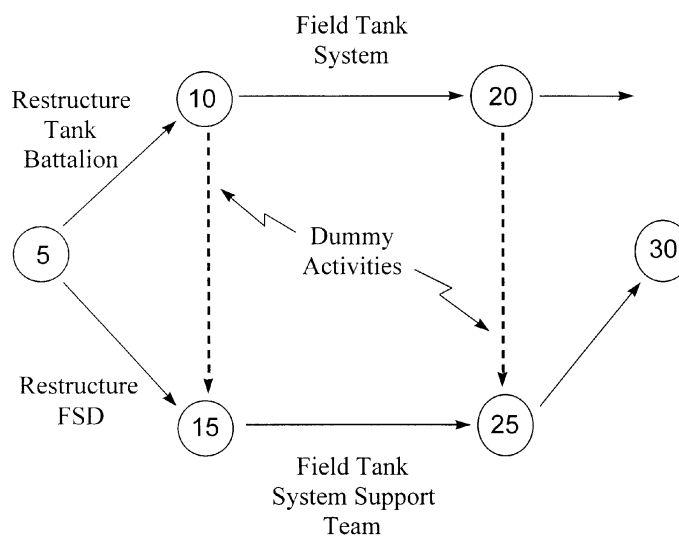 Field Tank
System
Restructure
Tank
Battalion
10
20
5
Dummy
Activities
30
Restructure
FSD
15
25
Field Tank
System Support
Team